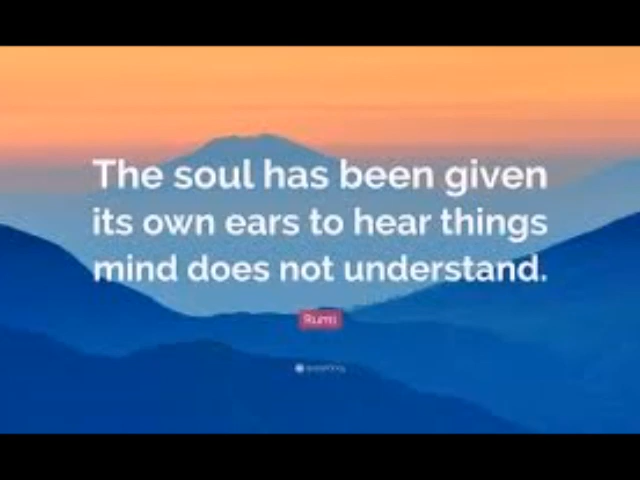 The soul has been given
its own ears to hear things
mind does not understand.
Rumi